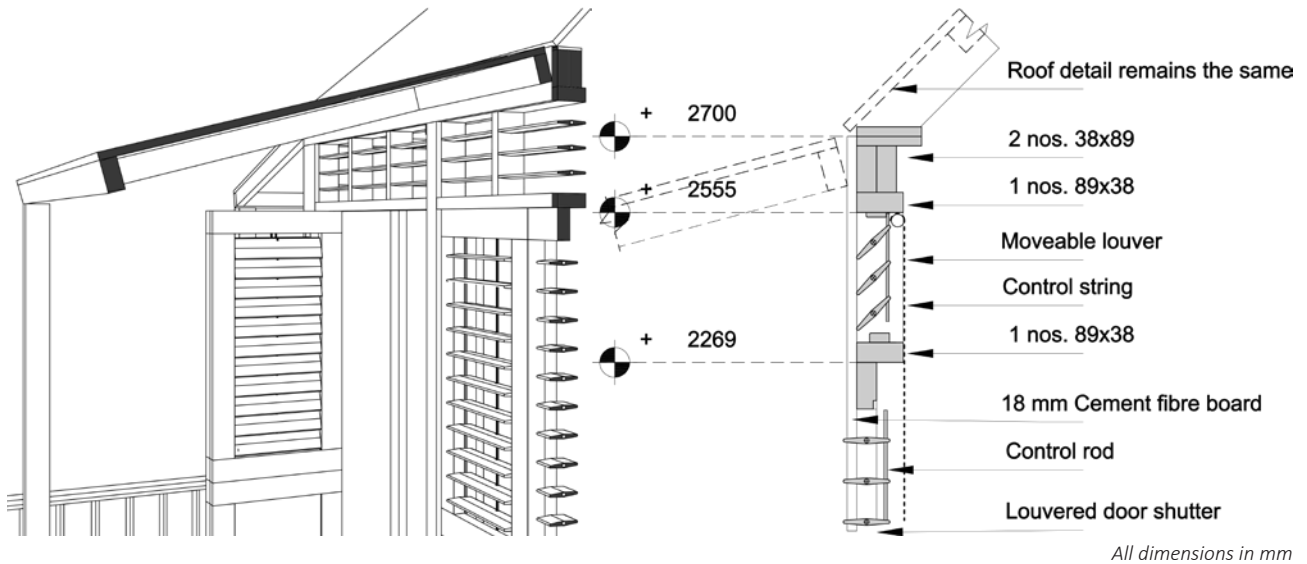 Roof detail remains the same
+ 2700
2 nos. 38x89
+ 2555
1 nos. 89x38
Moveable louver
Control string
+ 2269
1 nos. 89x38
18 mm Cement fibre board
Control rod
Louvered door shutter
All dimensions in mm